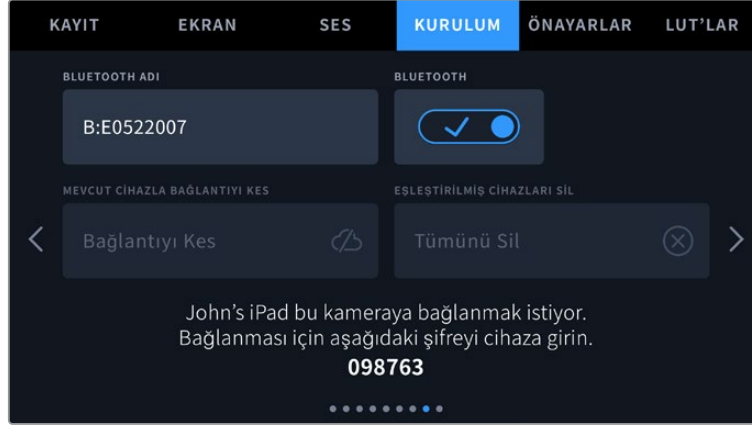 KAYIT EKRAN SES KURULUM ÖNAYARLAR LUT'LAR
BLUETOOTH ADI BLUETOOTH
B:E0522007
MEVCUT CİHAZLA BAĞLANTIYI KES EŞLEŞTİRİLMİŞ CİHAZLARI SİL
Bağlantıyı Kes Tümünü Sil
John's iPad bu kameraya bağlanmak istiyor.
Bağlanması için aşağıdaki şifreyi cihaza girin.
098763